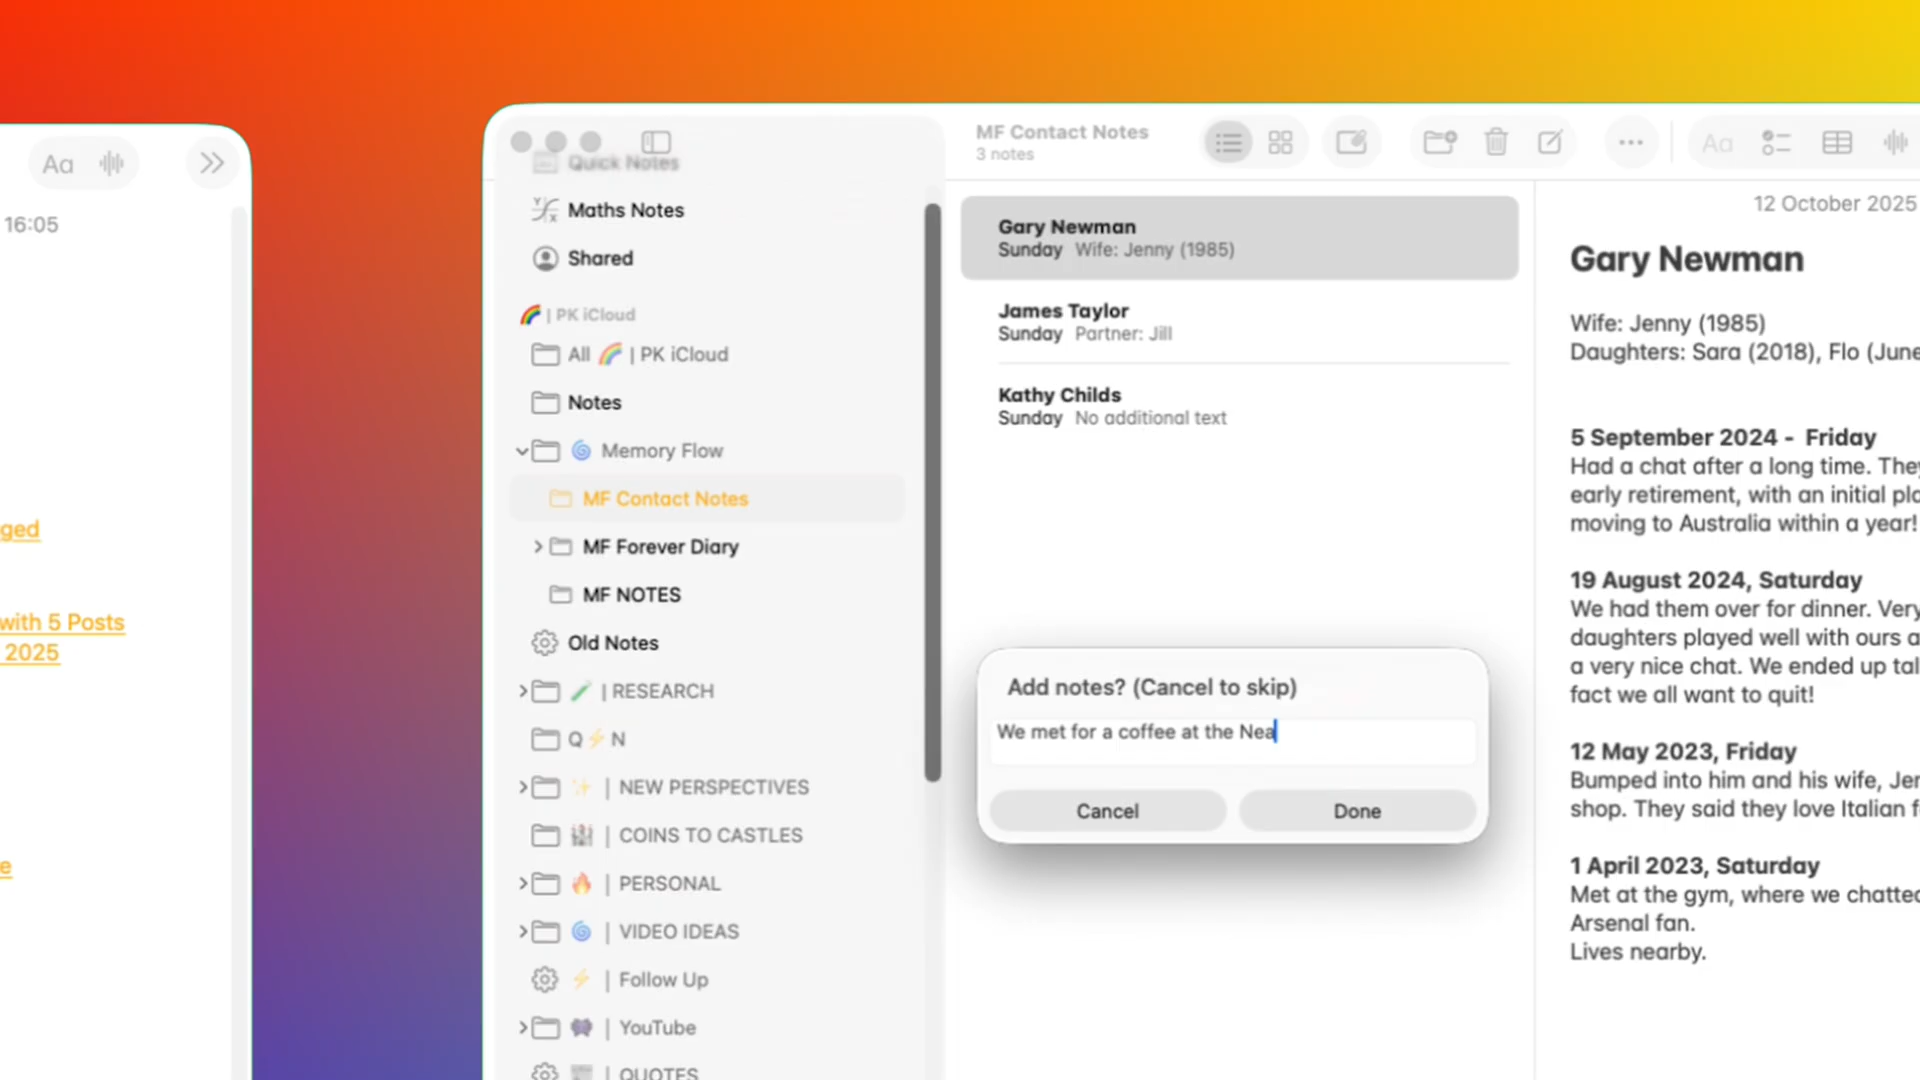 Aa
16:05
ged
with 5 Posts
2025
e
Quick Notes
Maths Notes
Shared
🌈 | PK iCloud
All 🌈 | PK iCloud
Notes
🌀 Memory Flow
MF Contact Notes
MF Forever Diary
MF NOTES
Old Notes
| RESEARCH
Q⚡N
✨ | NEW PERSPECTIVES
🏰 | COINS TO CASTLES
🔥 | PERSONAL
🌀 | VIDEO IDEAS
⚡ | Follow Up
| YouTube
| QUOTES
MF Contact Notes
3 notes
Aa
Gary Newman
Sunday Wife: Jenny (1985)
James Taylor
Sunday Partner: Jill
Kathy Childs
Sunday No additional text
Add notes? (Cancel to skip)
We met for a coffee at the Nea
Cancel
Done
12 October 2025
Gary Newman
Wife: Jenny (1985)
Daughters: Sara (2018), Flo (June
5 September 2024 - Friday
Had a chat after a long time. They
early retirement, with an initial pla
moving to Australia within a year!
19 August 2024, Saturday
We had them over for dinner. Very
daughters played well with ours a
a very nice chat. We ended up tal
fact we all want to quit!
12 May 2023, Friday
Bumped into him and his wife, Jen
shop. They said they love Italian f
1 April 2023, Saturday
Met at the gym, where we chatted
Arsenal fan.
Lives nearby.